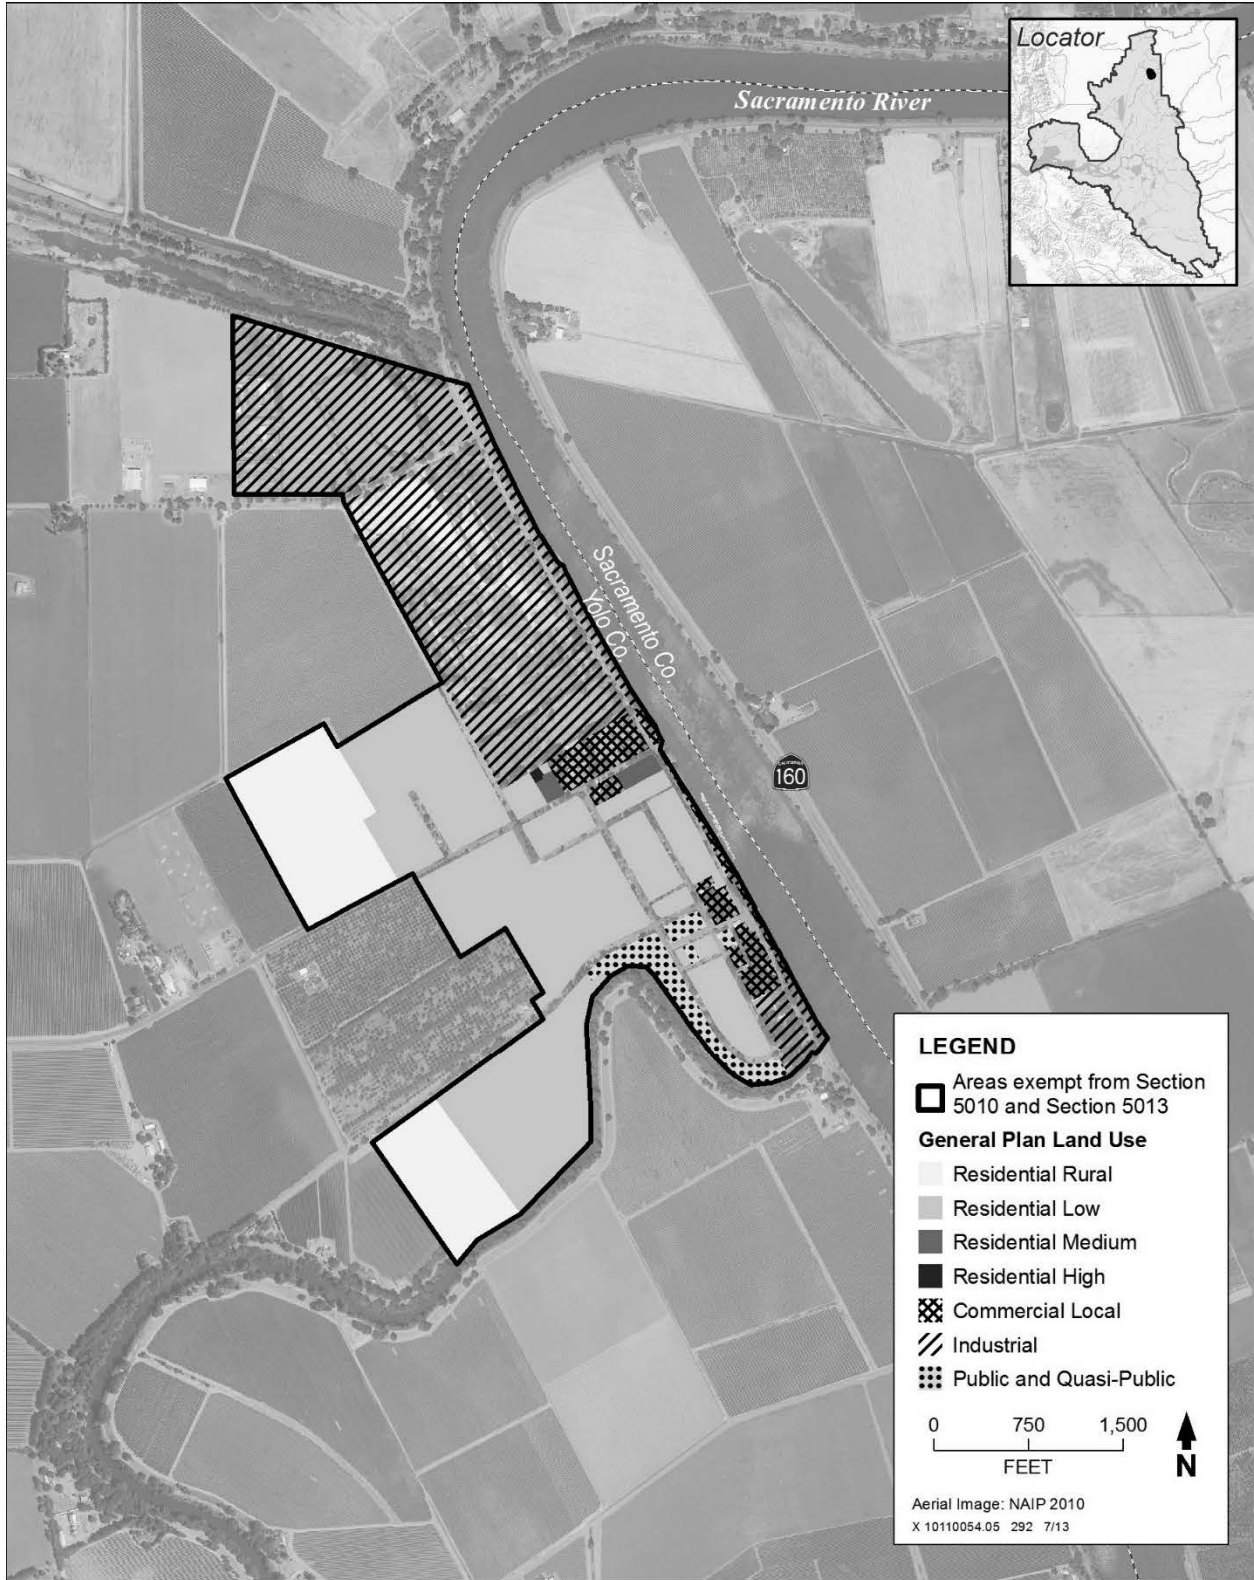 Locator
Sacramento River
Sacramento Co.
Yolo Co.
CALIFORNIA
160
LEGEND
Areas exempt from Section
5010 and Section 5013
General Plan Land Use
Residential Rural
Residential Low
Residential Medium
Residential High
Commercial Local
Industrial
Public and Quasi-Public
0 750 1,500
FEET
N
Aerial Image: NAIP 2010
X 10110054.05 292 7/13